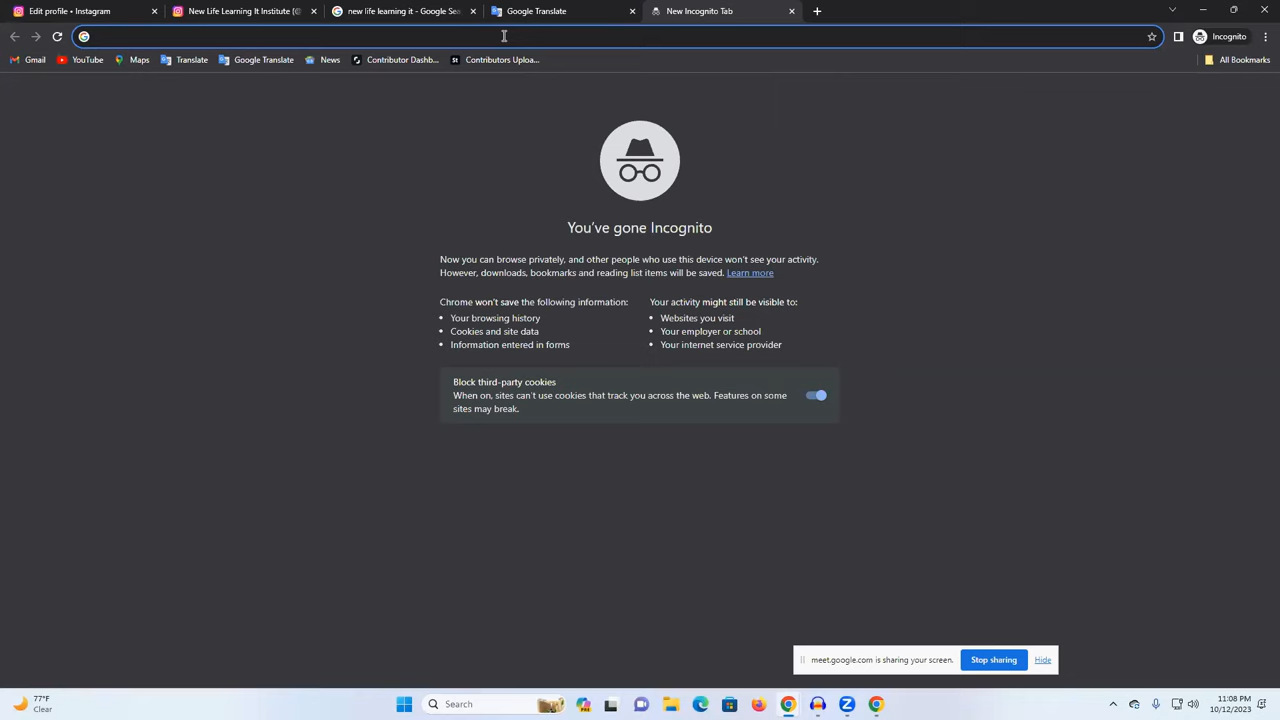 Edit profile • Instagram
New Life Learning It Institute (@
new life learning it - Google Se
Google Translate
New Incognito Tab
Incognito
Gmail
YouTube
Maps
Translate
Google Translate
News
Contributor Dashb...
Contributors Uploa...
All Bookmarks
You've gone Incognito
Now you can browse privately, and other people who use this device won't see your activity.
However, downloads, bookmarks and reading list items will be saved. Learn more
Chrome won't save the following information:
• Your browsing history
• Cookies and site data
• Information entered in forms
Your activity might still be visible to:
• Websites you visit
• Your employer or school
• Your internet service provider
Block third-party cookies
When on, sites can't use cookies that track you across the web. Features on some
sites may break.
meet.google.com is sharing your screen.
Stop sharing
Hide
77°F
Clear
Search
11:08 PM
10/12/2023